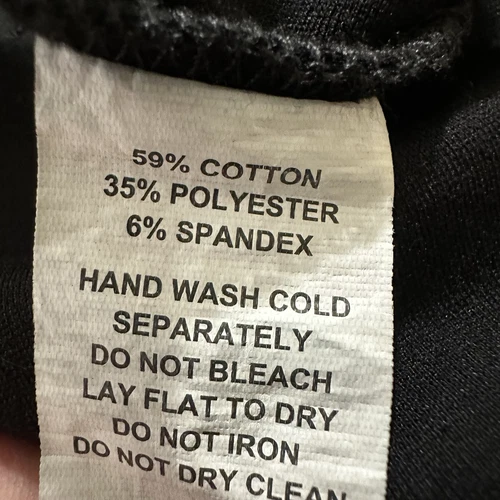 59% COTTON
35% POLYESTER
6% SPANDEX
HAND WASH COLD
SEPARATELY
DO NOT BLEACH
LAY FLAT TO DRY
DO NOT IRON
DO NOT DRY CLEAN